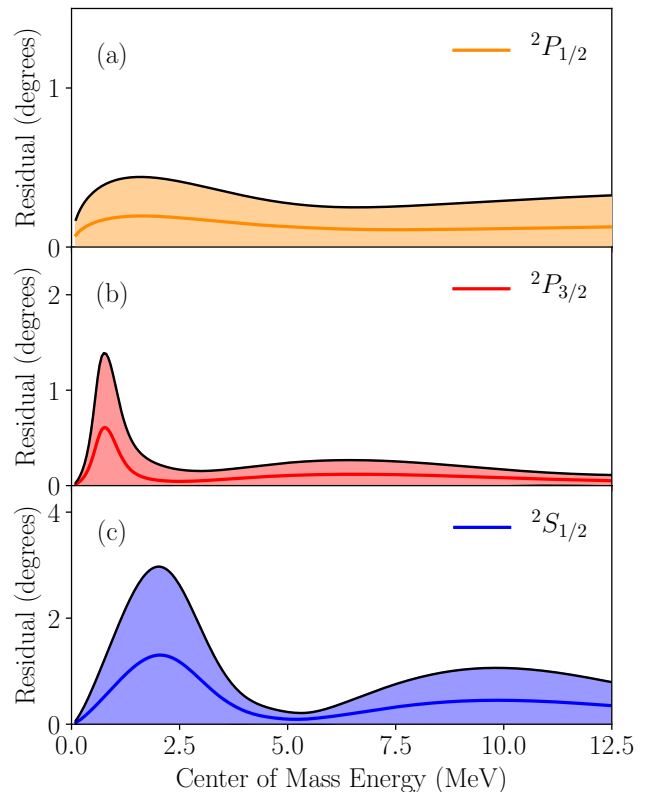 (a)
²P₁/₂
Residual (degrees)
1
0
(b)
²P₃/₂
Residual (degrees)
2
1
0
(c)
²S₁/₂
Residual (degrees)
4
2
0
0.0 2.5 5.0 7.5 10.0 12.5
Center of Mass Energy (MeV)